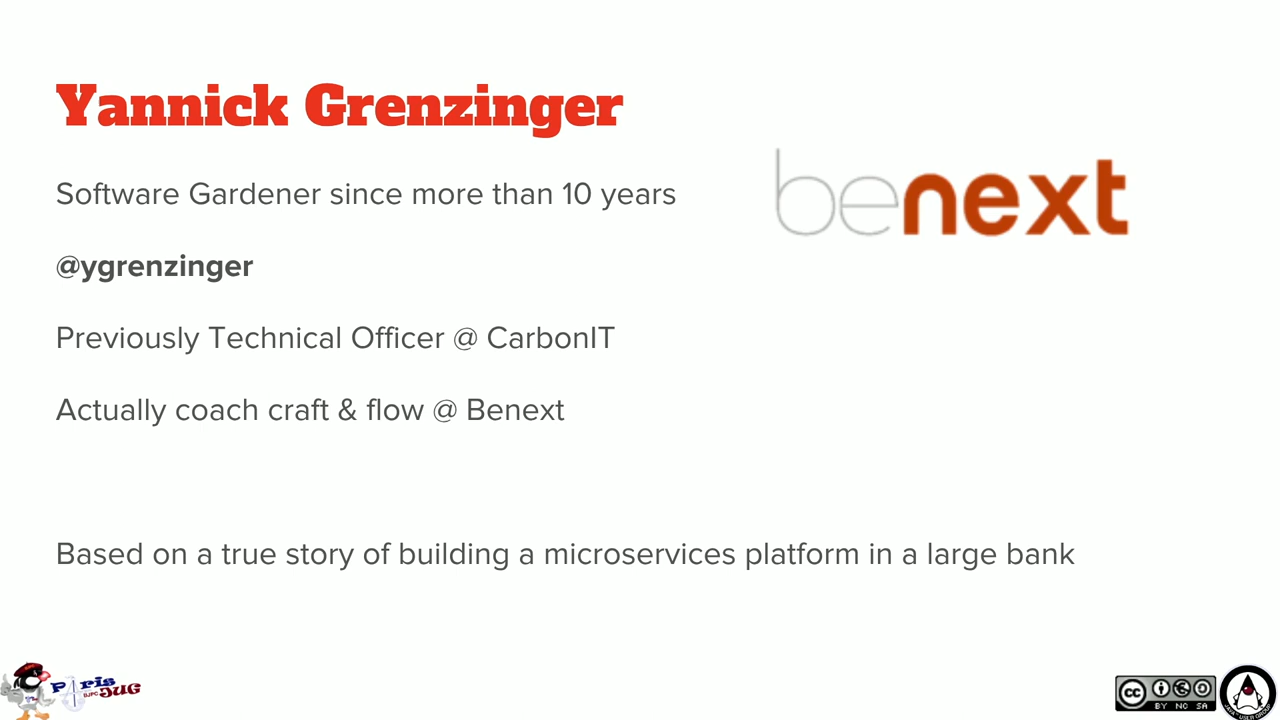 Yannick Grenzinger
Software Gardener since more than 10 years
benext
@ygrenzinger
Previously Technical Officer @ CarbonIT
Actually coach craft & flow @ Benext
Based on a true story of building a microservices platform in a large bank
Paris
JUG
cc
BY NC SA